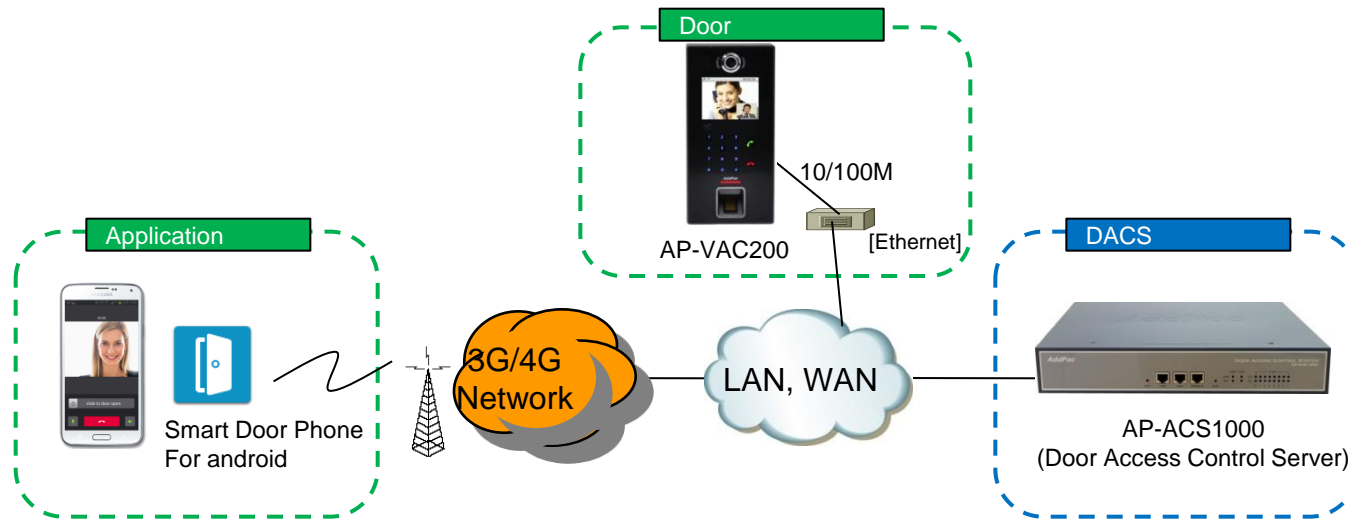 Door
10/100M
[Ethernet]
AP-VAC200
Application
Smart Door Phone
For android
3G/4G
Network
LAN, WAN
DACS
AddPac
AP-ACS1000
(Door Access Control Server)